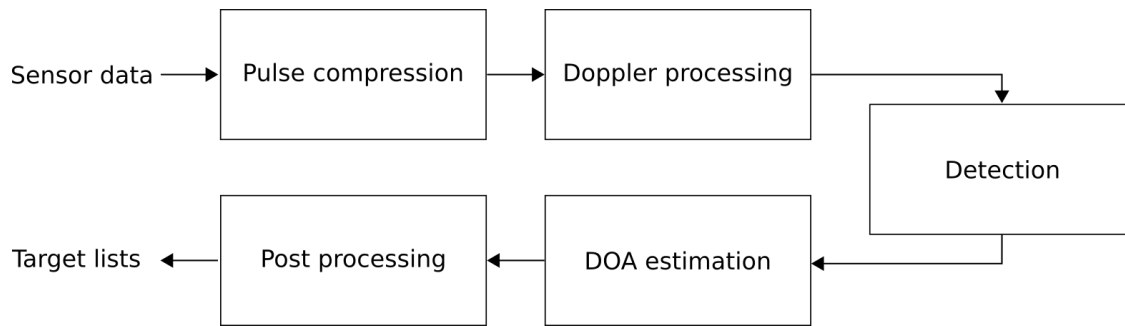 Sensor data
Pulse compression
Doppler processing
Detection
DOA estimation
Post processing
Target lists